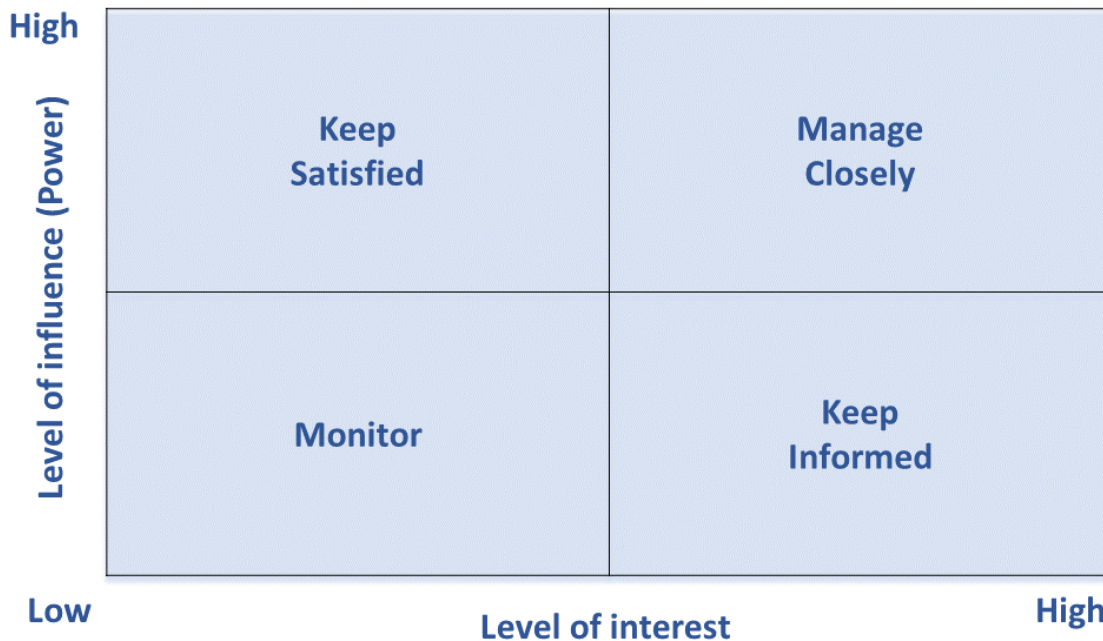 High
Level of influence (Power)
Keep
Satisfied
Manage
Closely
Monitor
Keep
Informed
Low
Level of interest
High